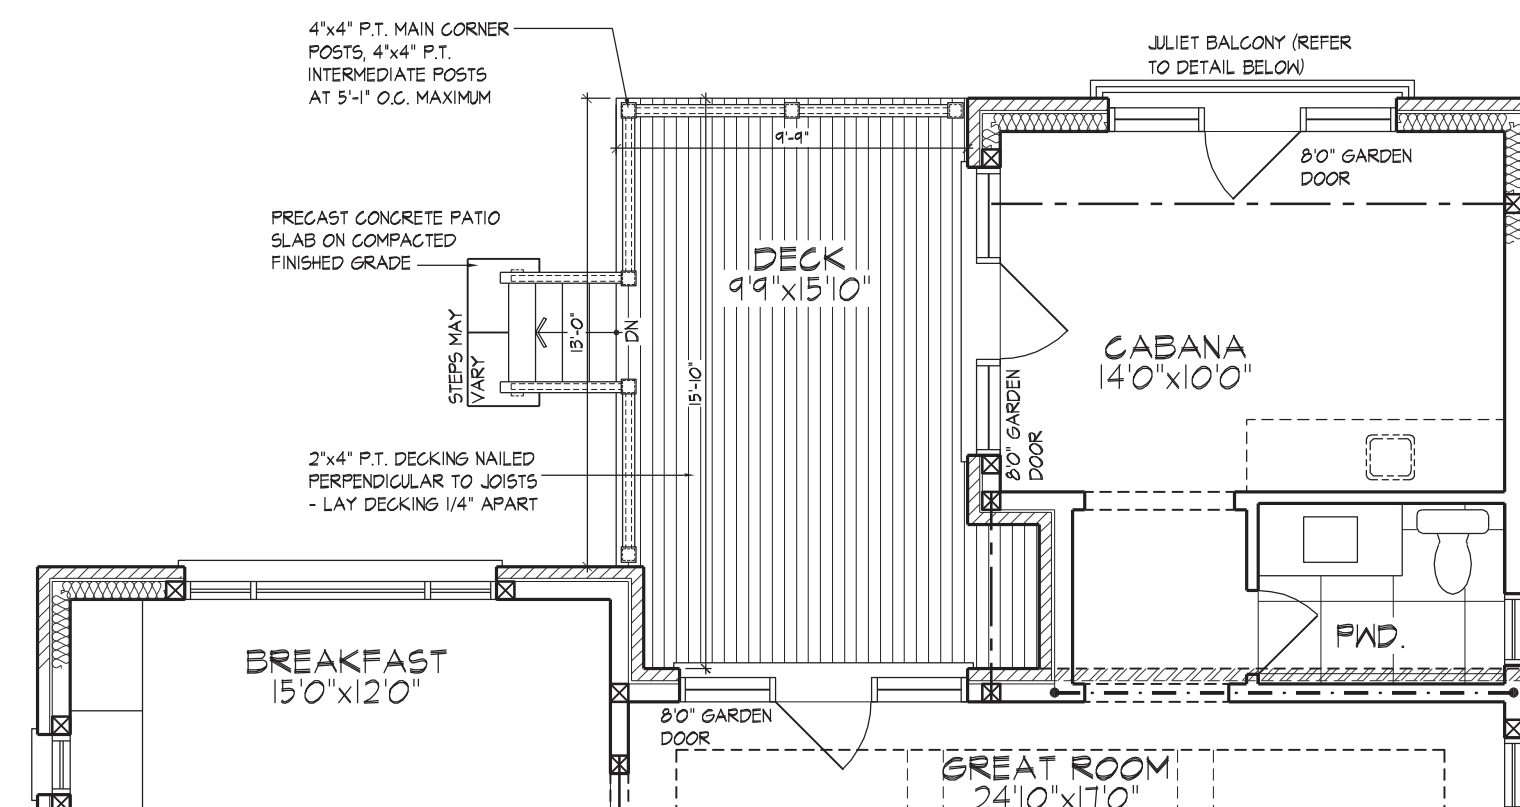 4"x4" P.T. MAIN CORNER
POSTS, 4"x4" P.T.
INTERMEDIATE POSTS
AT 5'-1" O.C. MAXIMUM
JULIET BALCONY (REFER
TO DETAIL BELOW)
9'-9"
8'0" GARDEN
DOOR
PRECAST CONCRETE PATIO
SLAB ON COMPACTED
FINISHED GRADE
DECK
9'9"x15'10"
STEPS MAY
VARY
13'-0"
DN
15'-10"
CABANA
14'0"x10'0"
8'0" GARDEN
DOOR
2"x4" P.T. DECKING NAILED
PERPENDICULAR TO JOISTS
- LAY DECKING 1/4" APART
BREAKFAST
15'0"x12'0"
PWD.
8'0" GARDEN
DOOR
GREAT ROOM
24'10"x17'0"